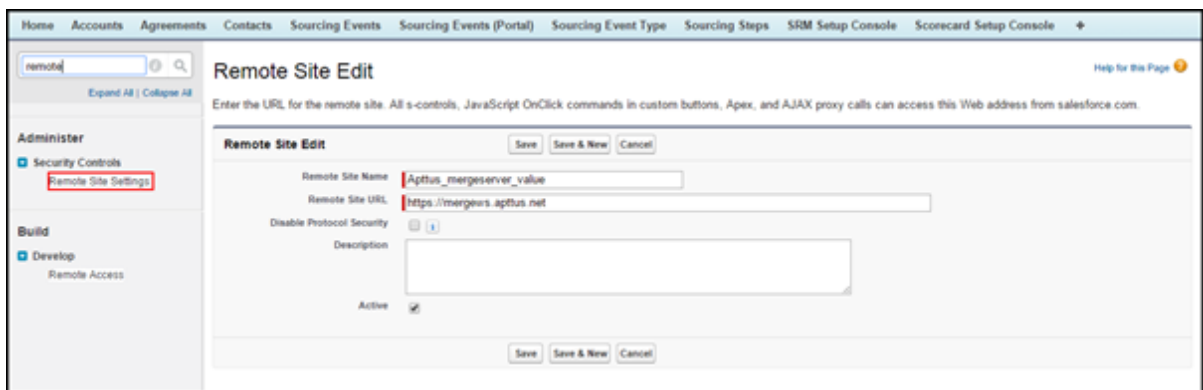 Home Accounts Agreements Contacts Sourcing Events Sourcing Events (Portal) Sourcing Event Type Sourcing Steps SRM Setup Console Scorecard Setup Console +
remote
Expand All | Collapse All
Administer
Security Controls
Remote Site Settings
Build
Develop
Remote Access
Remote Site Edit
Help for this Page ?
Enter the URL for the remote site. All s-controls, JavaScript OnClick commands in custom buttons, Apex, and AJAX proxy calls can access this Web address from salesforce.com.
Remote Site Edit Save Save & New Cancel
Remote Site Name Apttus_mergeserver_value
Remote Site URL https://mergews.apttus.net
Disable Protocol Security i
Description
Active
Save Save & New Cancel